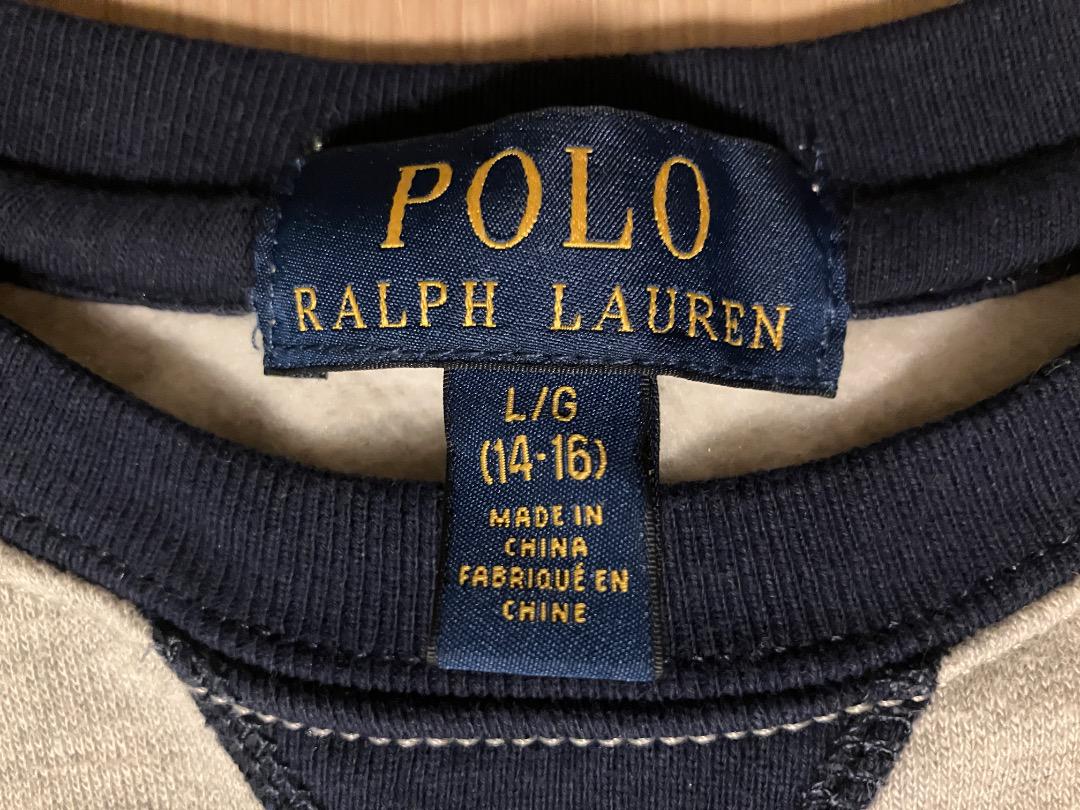 POLO
RALPH LAUREN
L/G
(14-16)
MADE IN
CHINA
FABRIQUÉ EN
CHINE